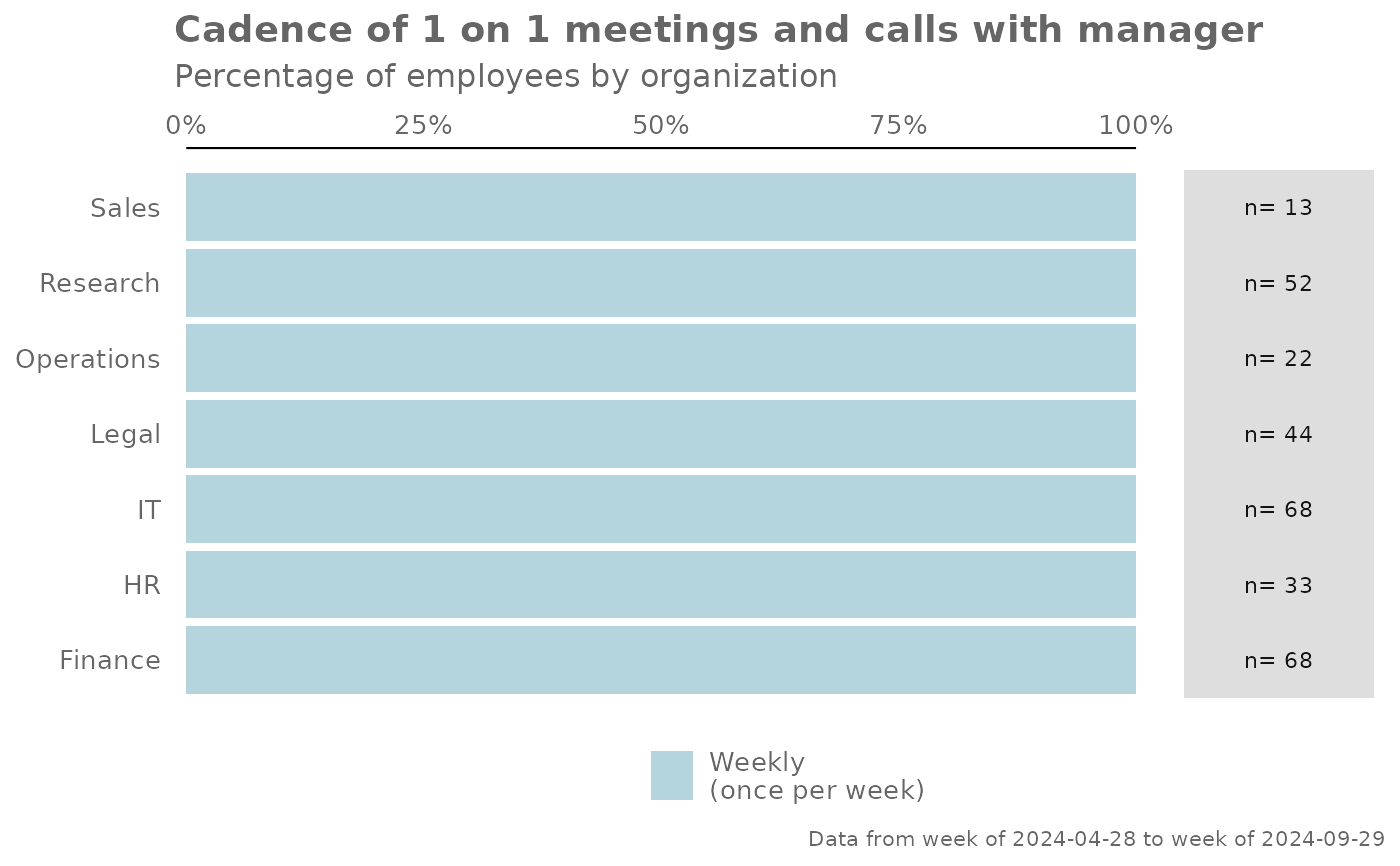 Cadence of 1 on 1 meetings and calls with manager
Percentage of employees by organization
0% 25% 50% 75% 100%
Sales n= 13
Research n= 52
Operations n= 22
Legal n= 44
IT n= 68
HR n= 33
Finance n= 68
Weekly
(once per week)
Data from week of 2024-04-28 to week of 2024-09-29